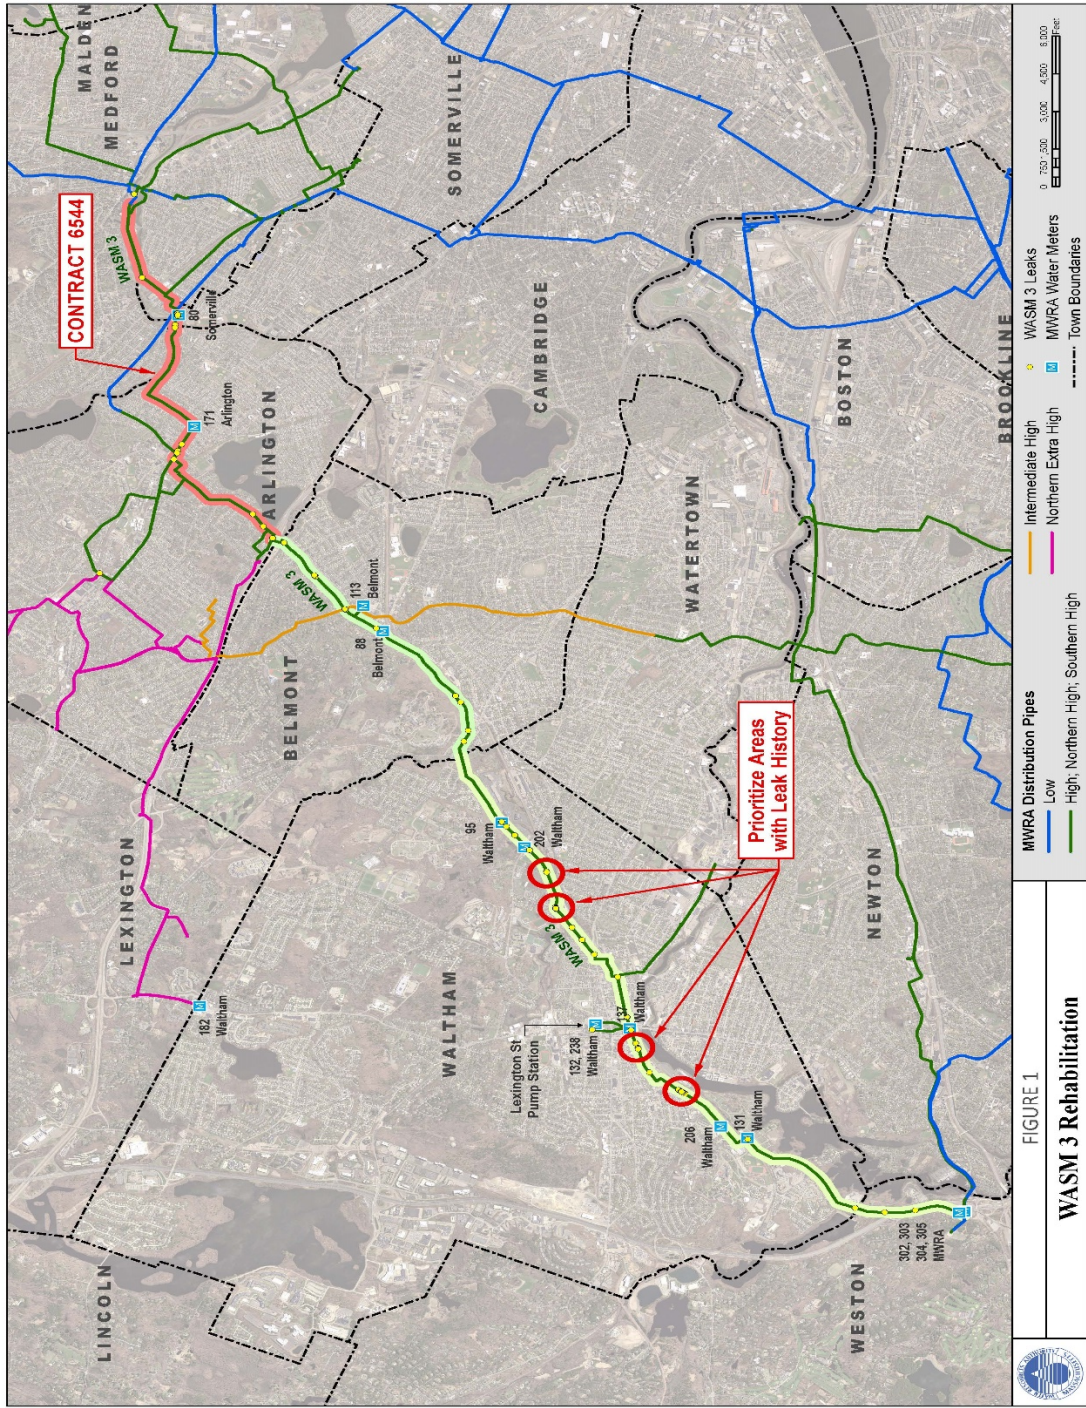 MALDEN
MEDFORD
SOMERVILLE
CONTRACT 6544
WASM 3
80
Somerville
171
Arlington
ARLINGTON
CAMBRIDGE
BOSTON
BROOKLINE
WATERTOWN
WASM 3
113
Belmont
88
Belmont
BELMONT
LEXINGTON
95
Waltham
202
Waltham
Prioritize Areas
with Leak History
NEWTON
WASM 3
182
Waltham
WALTHAM
Lexington St
Pump Station
132, 238
Waltham
137
Waltham
206
Waltham
131
Waltham
302, 303
304, 305
MWRA
LINCOLN
WESTON
FIGURE 1
WASM 3 Rehabilitation
MWRA Distribution Pipes
Low
High; Northern High; Southern High
Intermediate High
Northern Extra High
WASM 3 Leaks
MWRA Water Meters
Town Boundaries
0 750 1,500 3,000 4,500 6,000
Feet
M
M
M
M
M
M
M
M
M
M
M
M
M